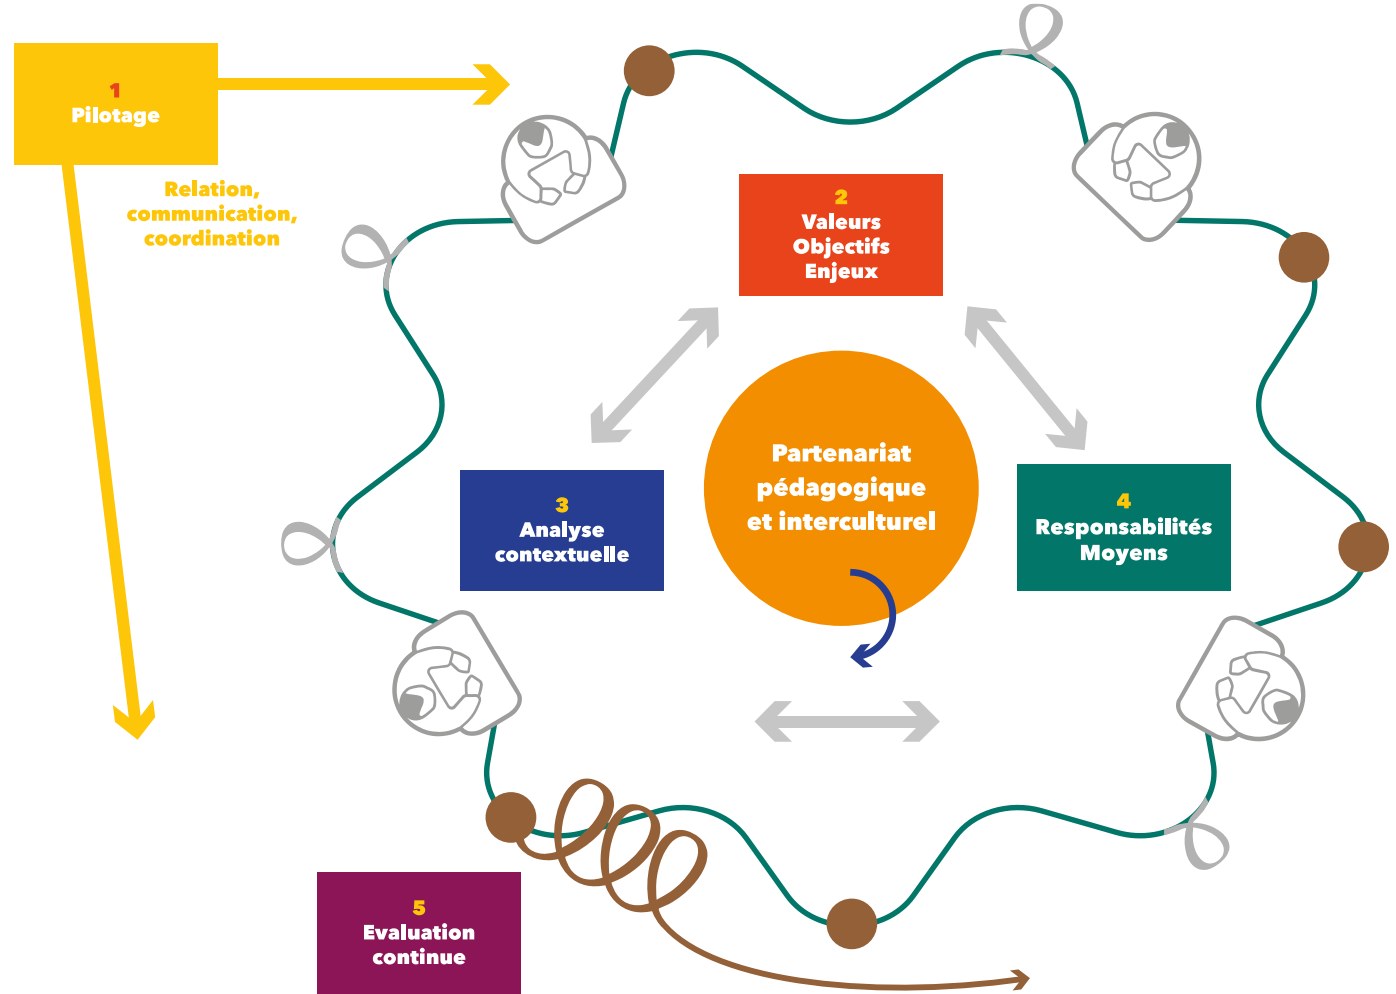 1
Pilotage
Relation,
communication,
coordination
2
Valeurs
Objectifs
Enjeux
Partenariat
pédagogique
et interculturel
3
Analyse
contextuelle
4
Responsabilités
Moyens
5
Evaluation
continue